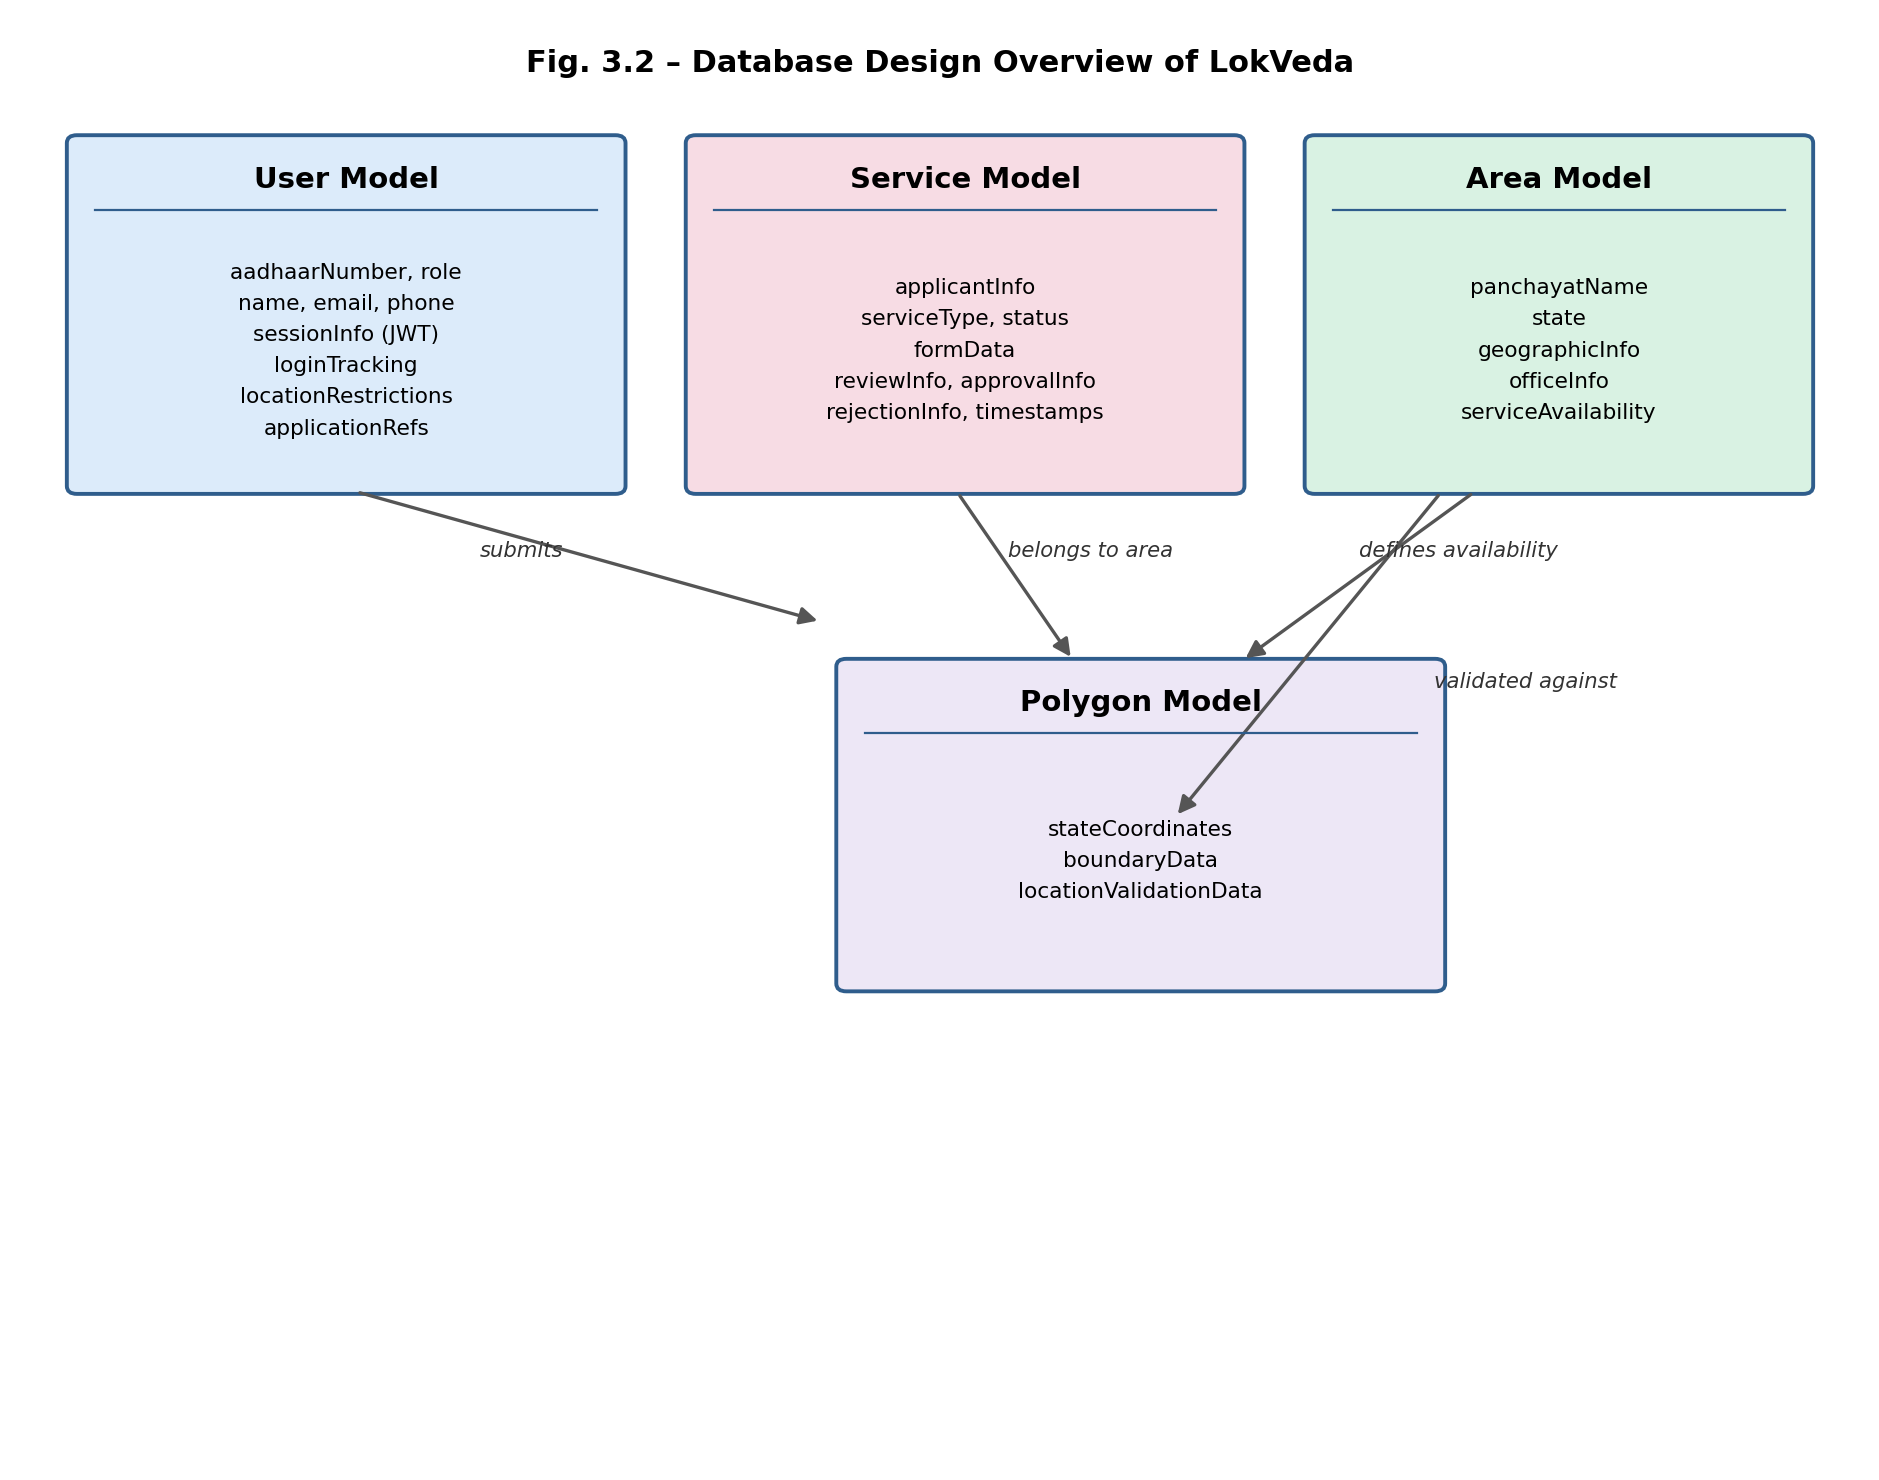 Fig. 3.2 – Database Design Overview of LokVeda
User Model
aadhaarNumber, role
name, email, phone
sessionInfo (JWT)
loginTracking
locationRestrictions
applicationRefs
Service Model
applicantInfo
serviceType, status
formData
reviewInfo, approvalInfo
rejectionInfo, timestamps
Area Model
panchayatName
state
geographicInfo
officeInfo
serviceAvailability
submits
belongs to area
defines availability
validated against
Polygon Model
stateCoordinates
boundaryData
locationValidationData